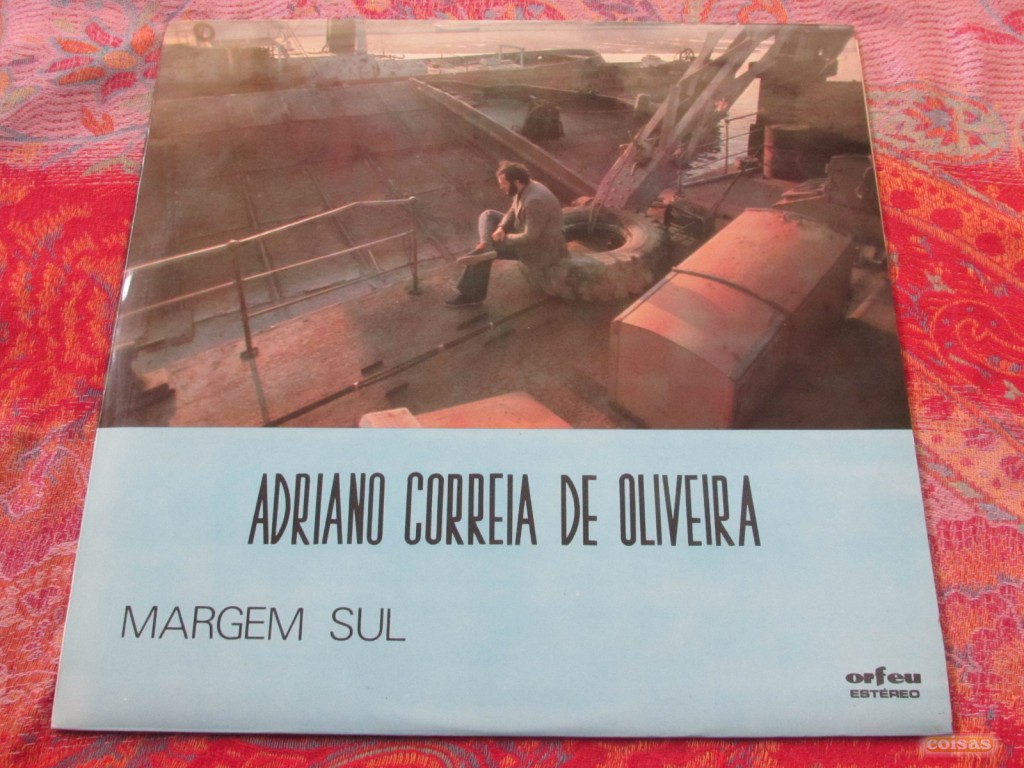 ADRIANO CORREIA DE OLIVEIRA
MARGEM SUL
orfeu
ESTÉREO
coisas